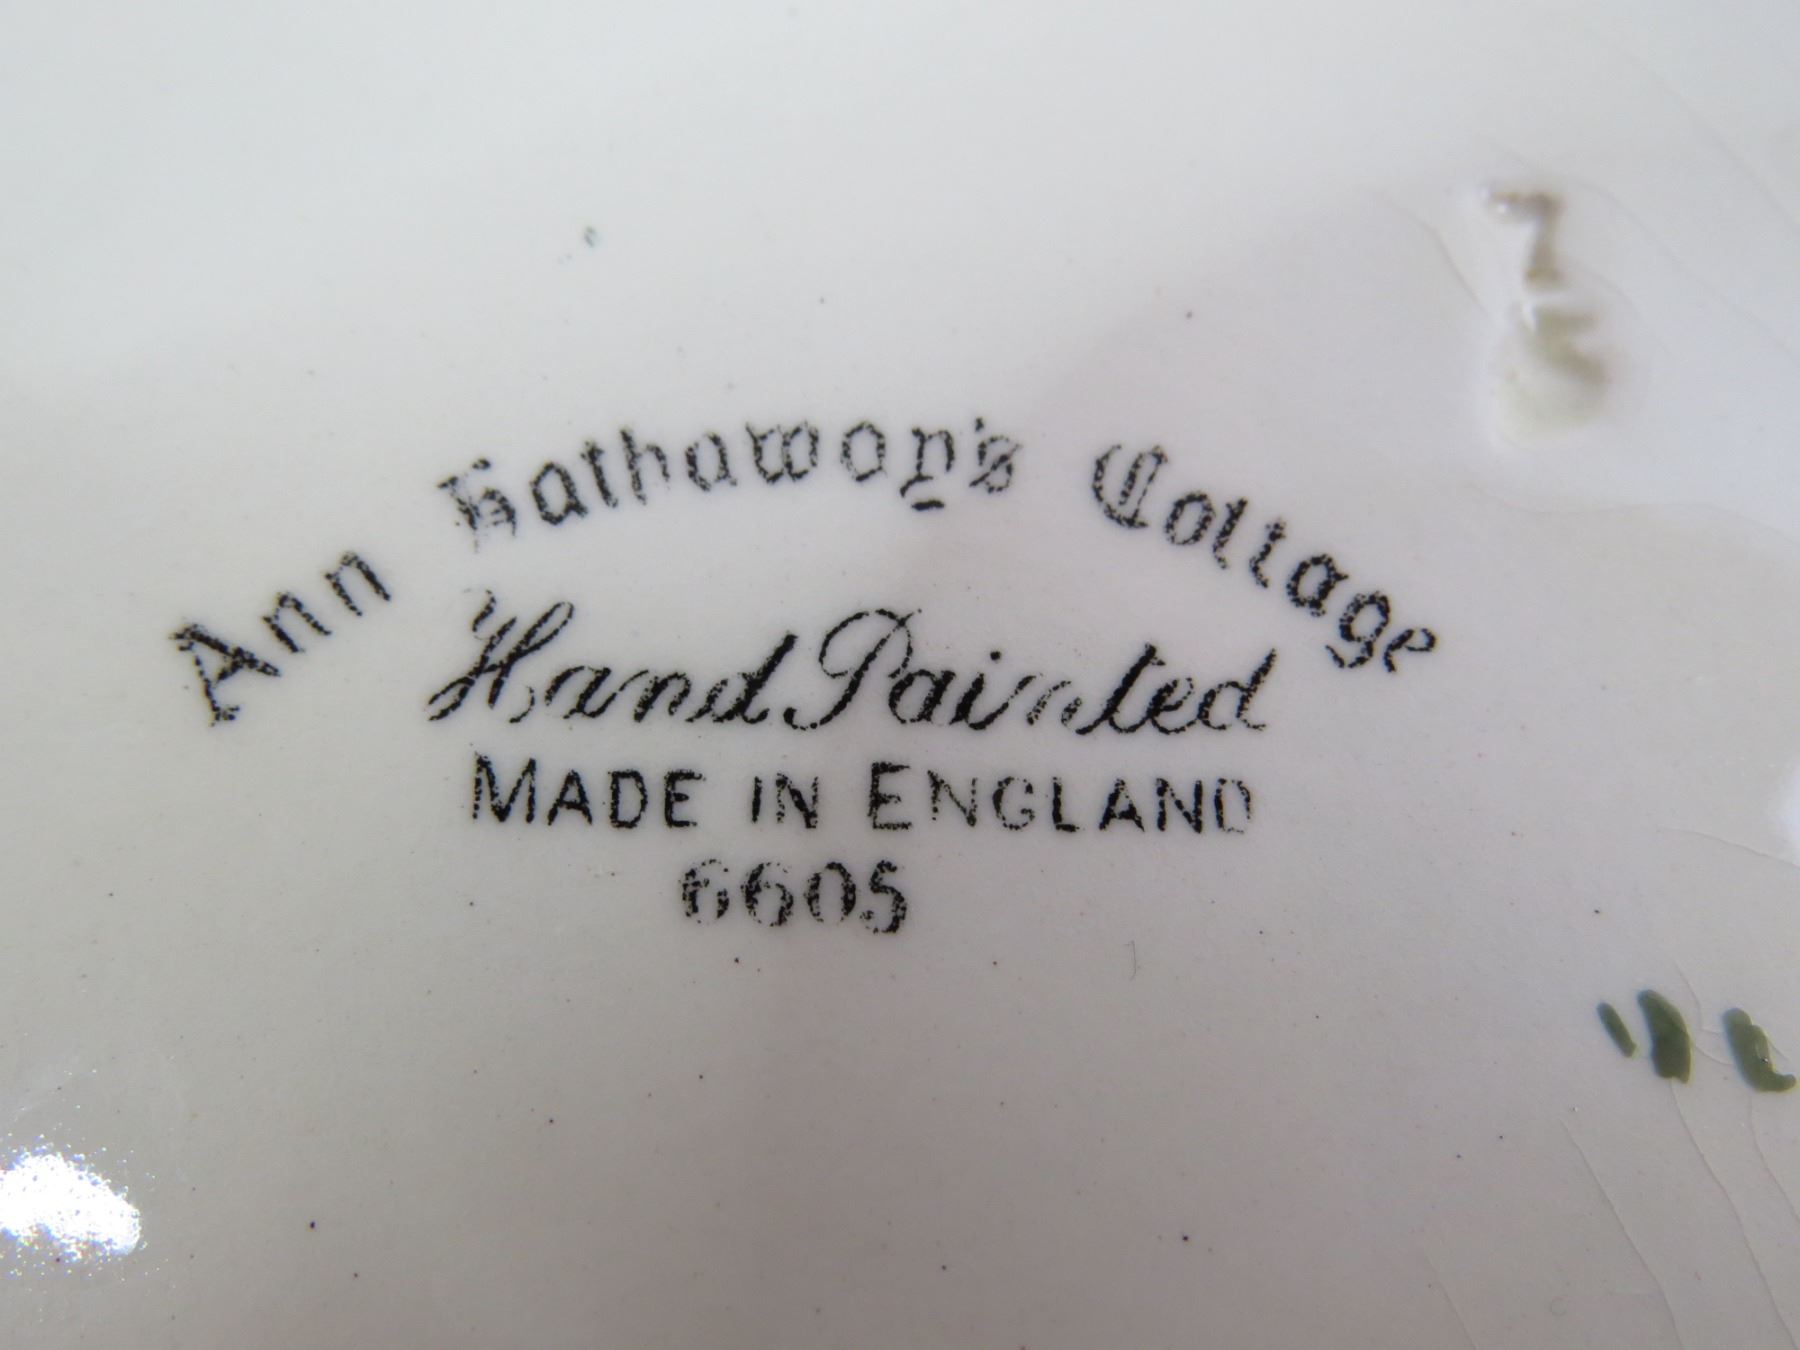 Ann Hathaway's Cottage
Hand Painted
MADE IN ENGLAND
6605